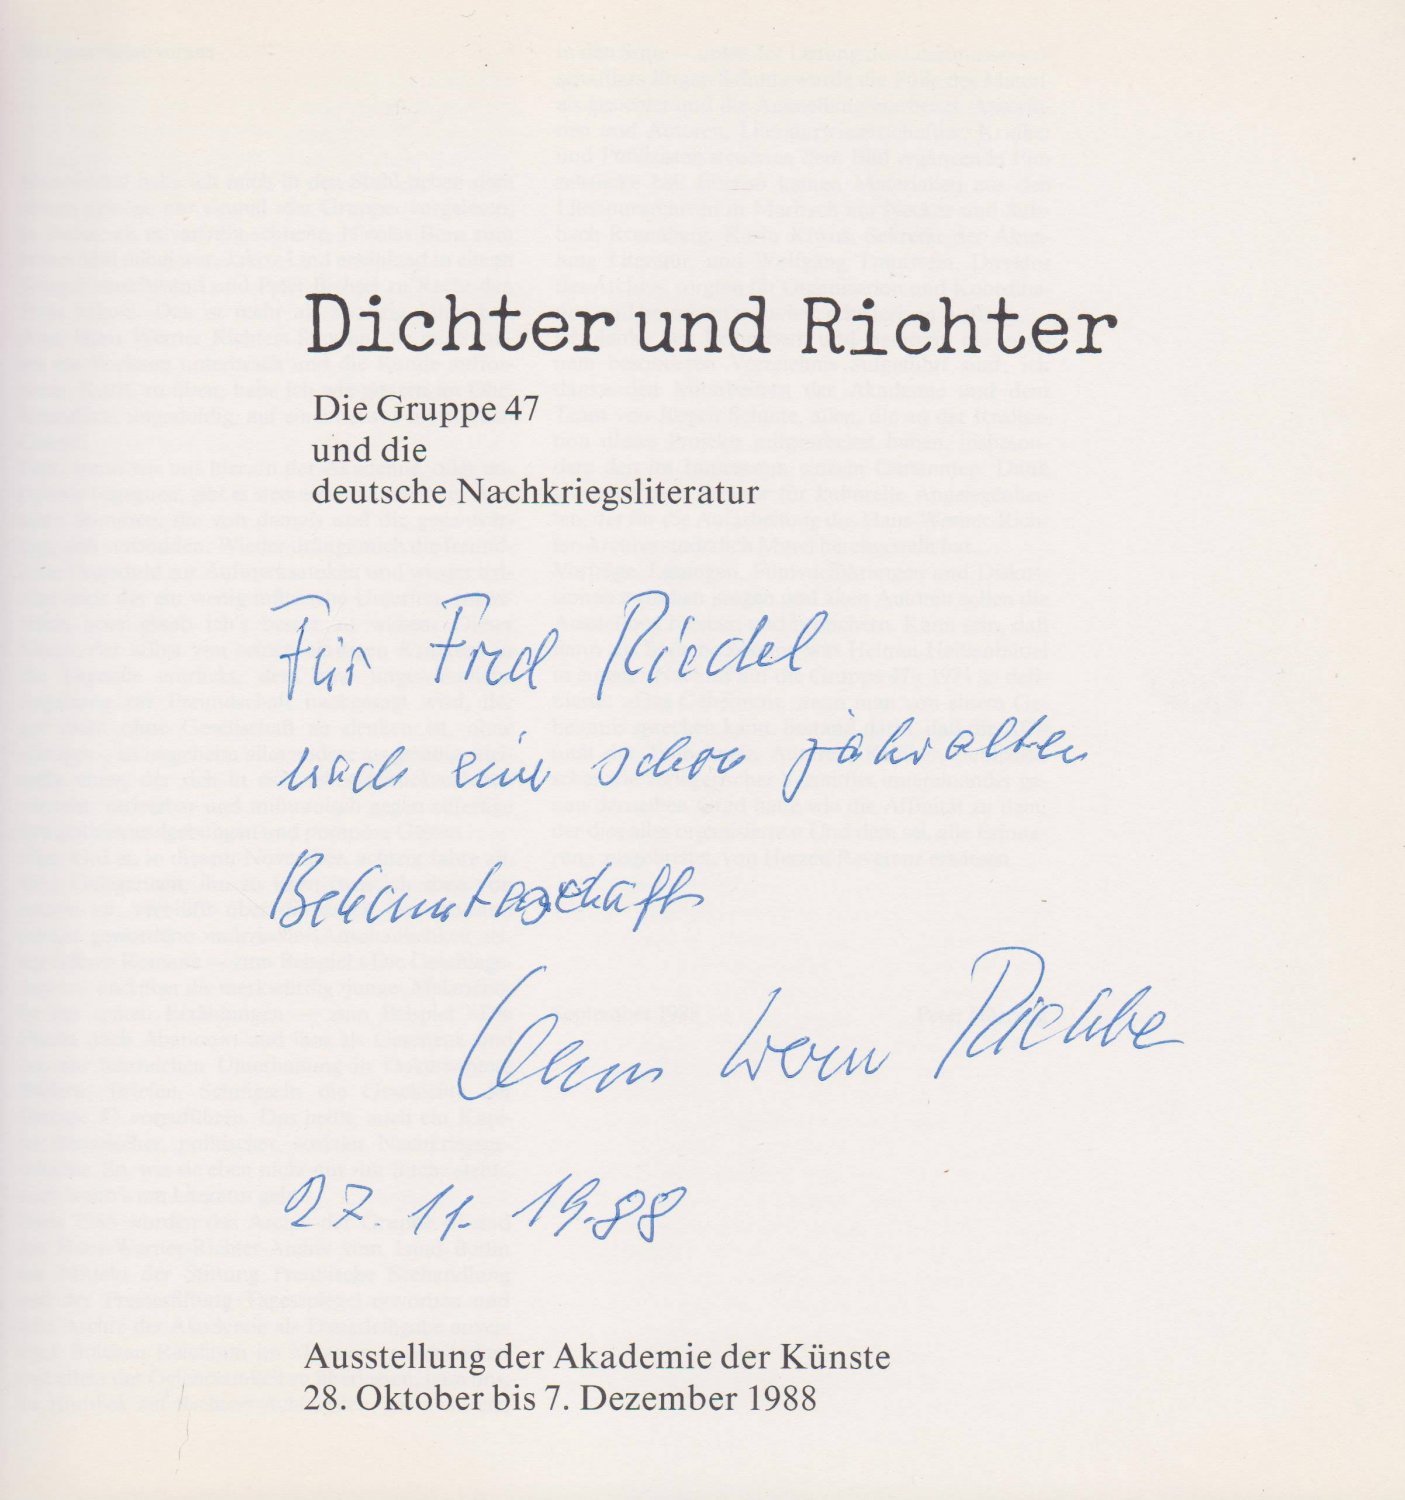 Dichter und Richter
Die Gruppe 47
und die
deutsche Nachkriegsliteratur
Für Fred Riedel
nach einer schon jahralten
Bekanntschaft
Hans Werner Richter
27. 11. 1988
Ausstellung der Akademie der Künste
28. Oktober bis 7. Dezember 1988